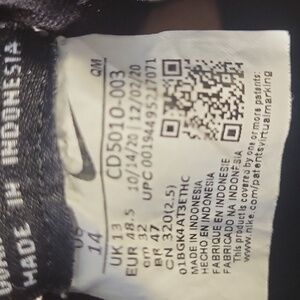 MADE IN INDONESIA
QM
CD5010-003
10/14/20 12/02/20
UPC 00194495217071
US 14
UK 13
EUR 48.5
cm 32
BR 47
CN 320(2.5)
MADE IN INDONESIA
HECHO EN INDONESIA
FABRIQUE EN INDONESIE
FABRICADO NA INDONÉSIA
This product is covered by one or more patents:
www.nike.com/patentsvirtualmarking